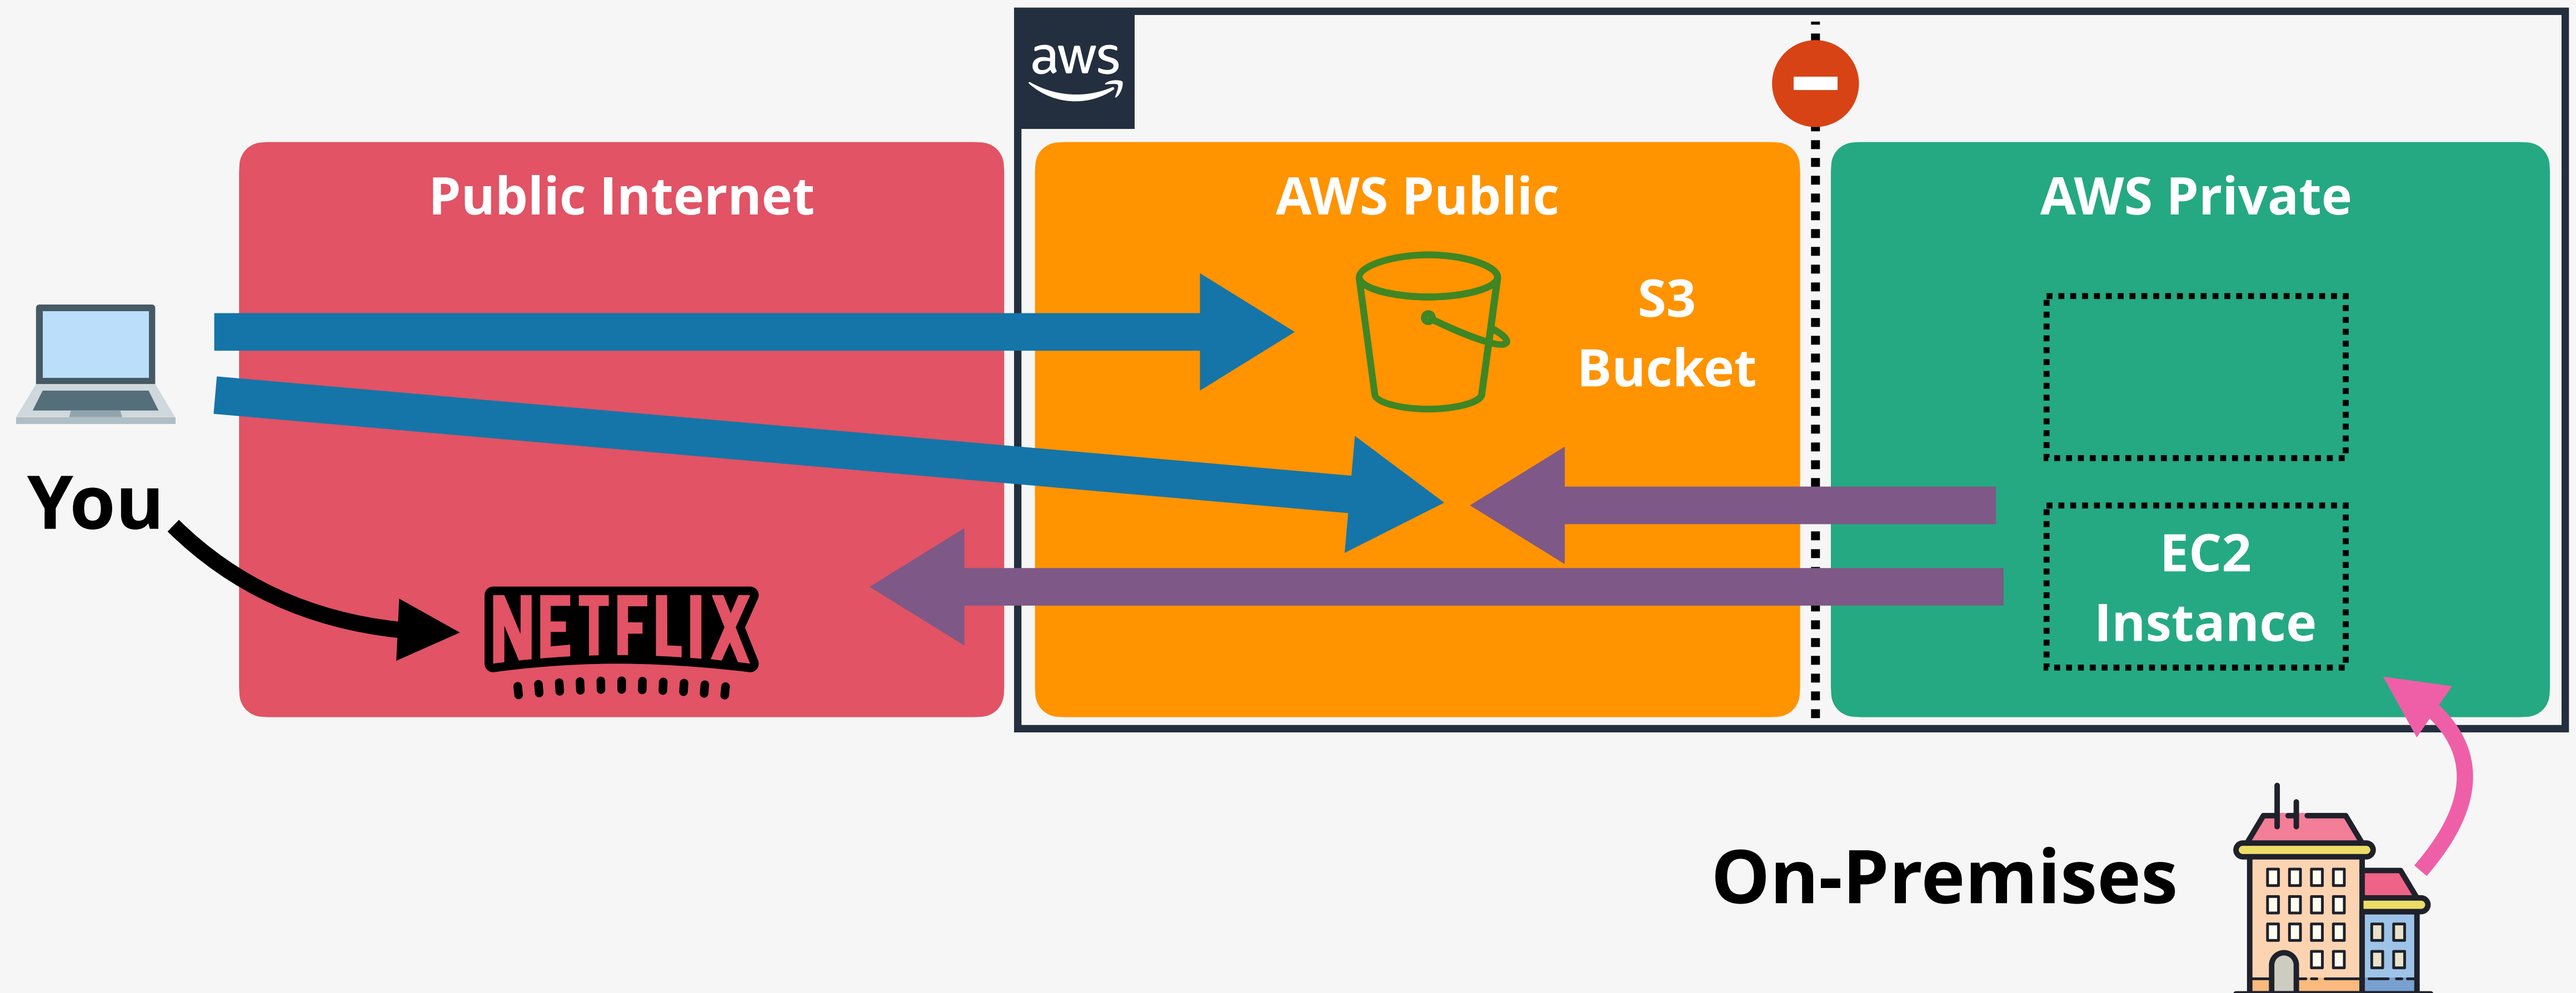 aws
Public Internet
AWS Public
AWS Private
S3
Bucket
You
EC2
Instance
NETFLIX
On-Premises